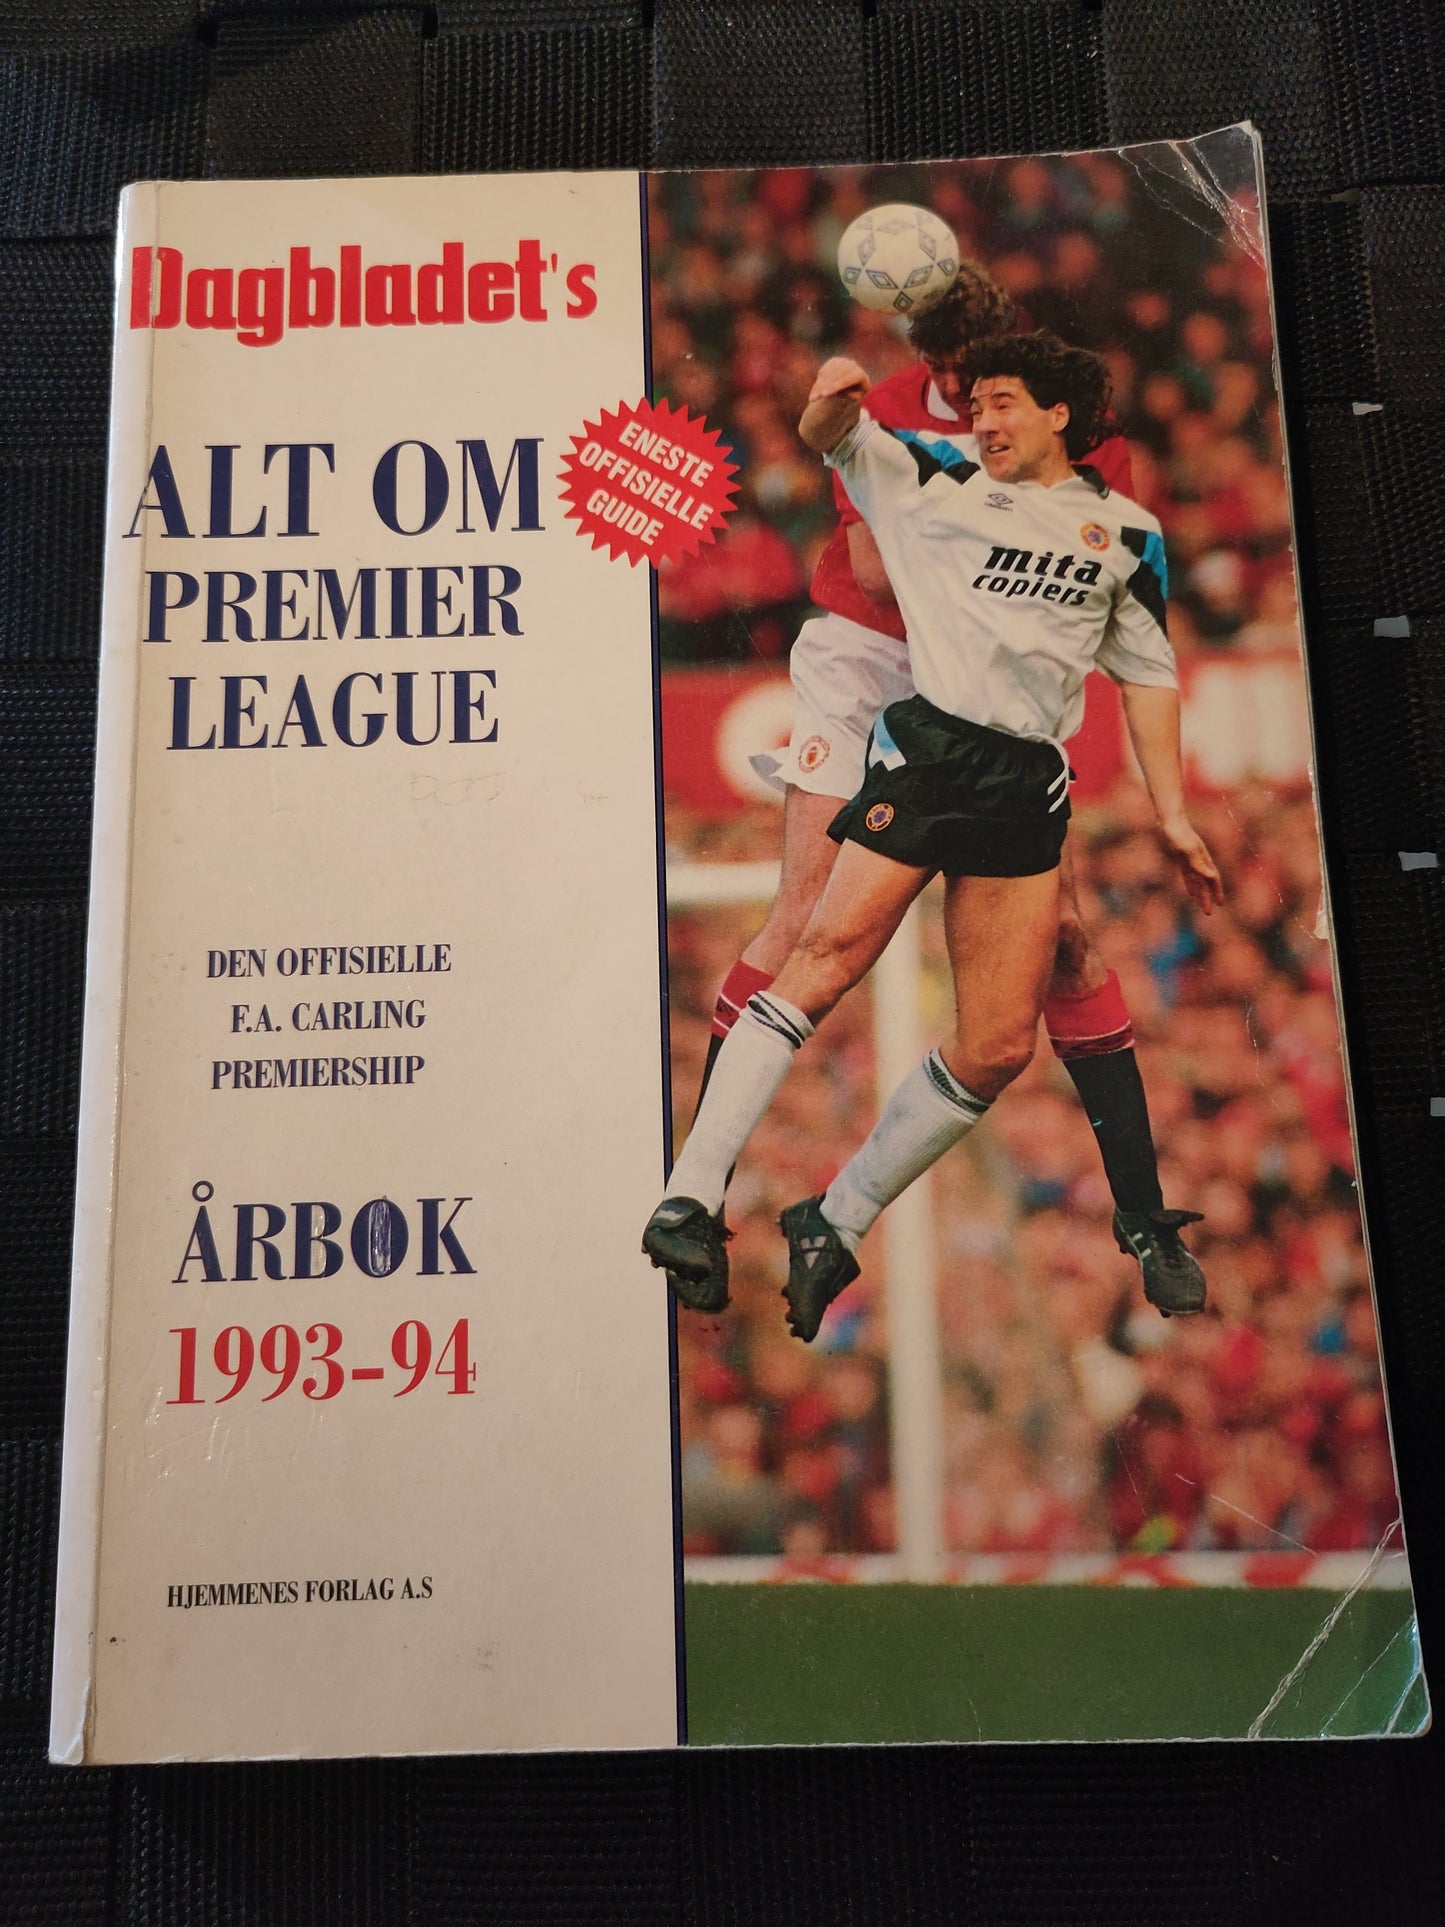 Dagbladet's
ALT OM
PREMIER
LEAGUE
ENESTE
OFFISIELLE
GUIDE
mita
copiers
DEN OFFISIELLE
F.A. CARLING
PREMIERSHIP
ÅRBOK
1993-94
HJEMMENES FORLAG A.S